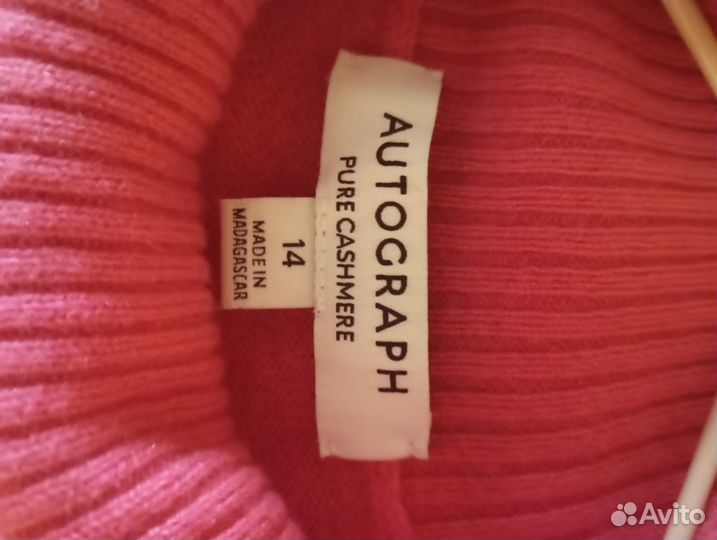 AUTOGRAPH
PURE CASHMERE
14
MADE IN
MADAGASCAR
Avito